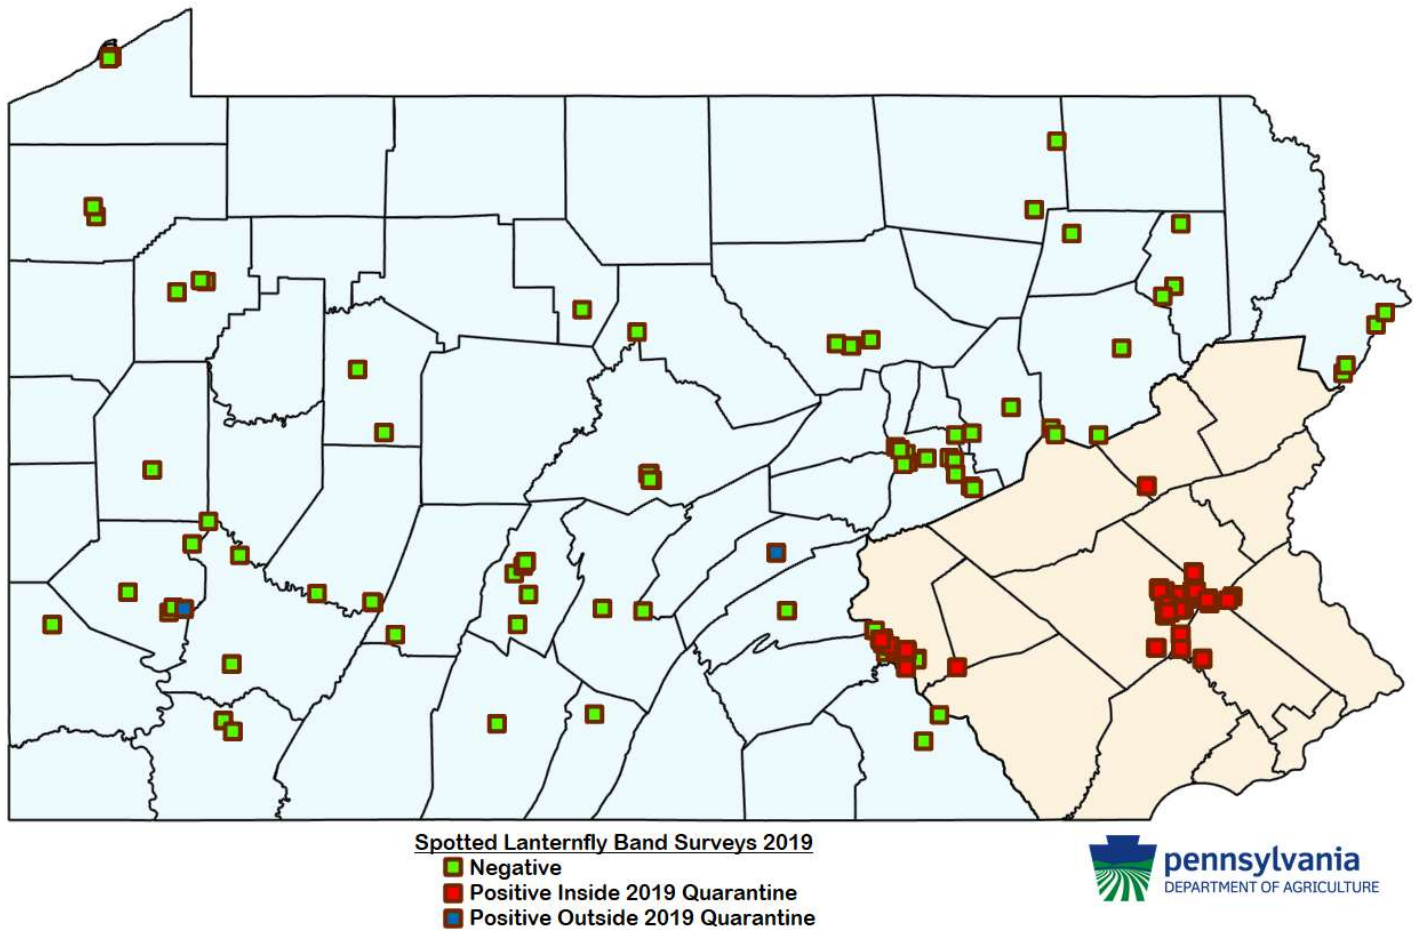 Spotted Lanternfly Band Surveys 2019
Negative
Positive Inside 2019 Quarantine
Positive Outside 2019 Quarantine
pennsylvania
DEPARTMENT OF AGRICULTURE